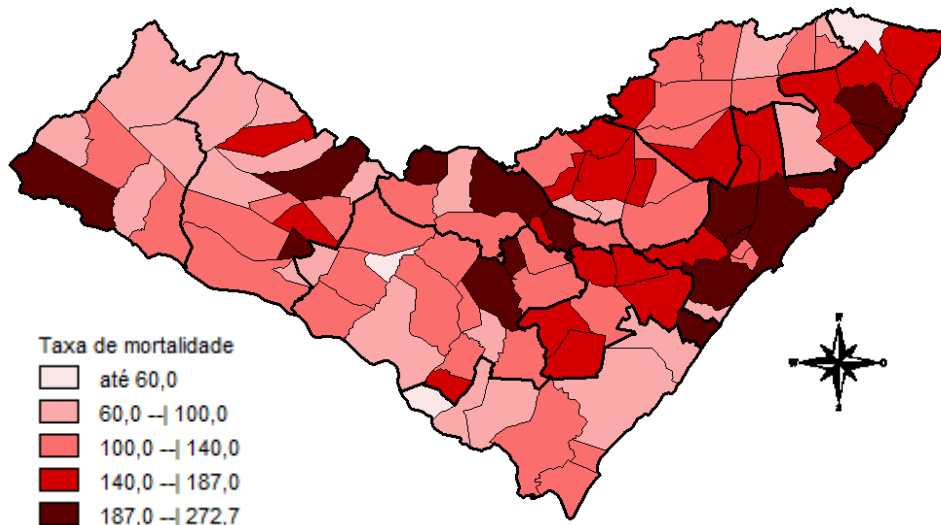 Taxa de mortalidade
até 60,0
60,0 --| 100,0
100,0 --| 140,0
140,0 --| 187,0
187,0 --| 272,7
N
W
O
S